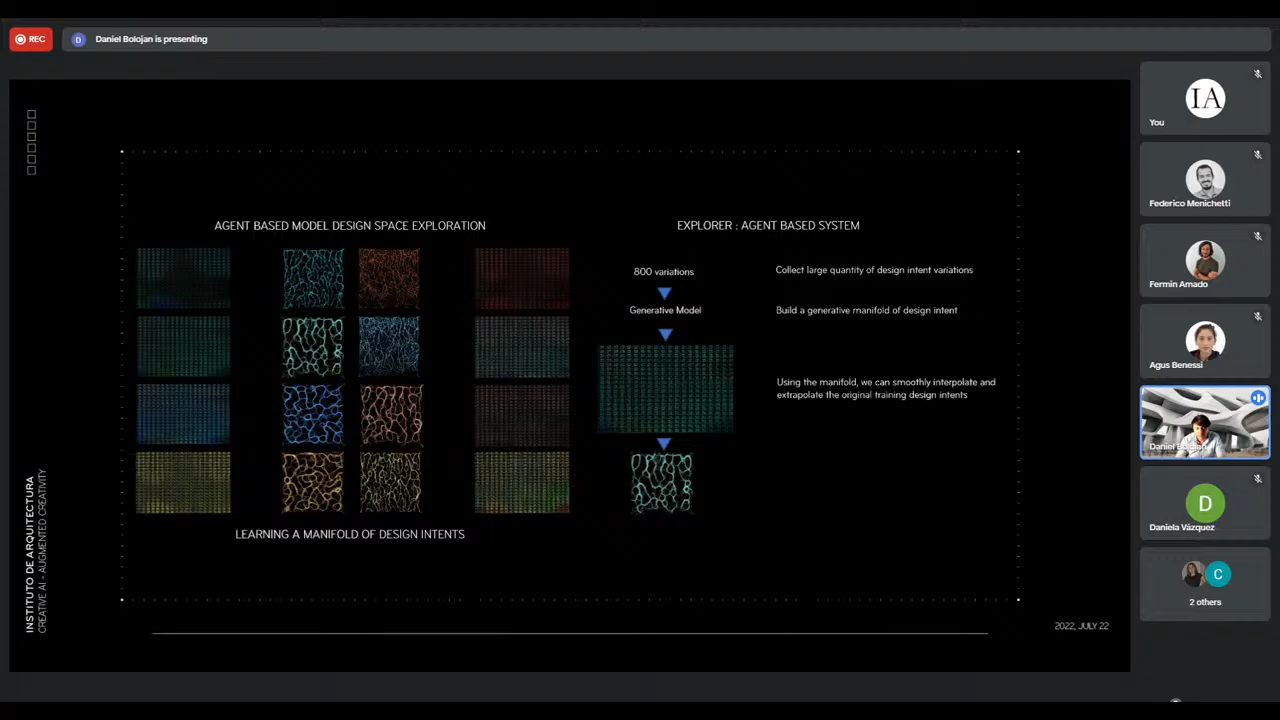 REC
D
Daniel Bolojan is presenting
AGENT BASED MODEL DESIGN SPACE EXPLORATION
LEARNING A MANIFOLD OF DESIGN INTENTS
EXPLORER : AGENT BASED SYSTEM
800 variations
Collect large quantity of design intent variations
Generative Model
Build a generative manifold of design intent
Using the manifold, we can smoothly interpolate and
extrapolate the original training design intents
INSTITUTO DE ARQUITECTURA
CREATIVE AI - AUGMENTED CREATIVITY
2022, JULY 22
IA
You
Federico Menichetti
Fermin Amado
Agus Benessi
Daniel Bolojan
D
Daniela Vázquez
C
2 others